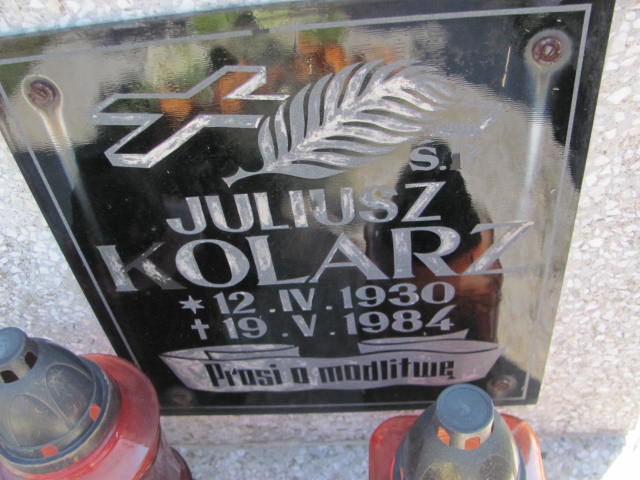 Ś.†
JULIUSZ
KOLARZ
* 12.IV.1930
† 19.V.1984
Prosi o modlitwę